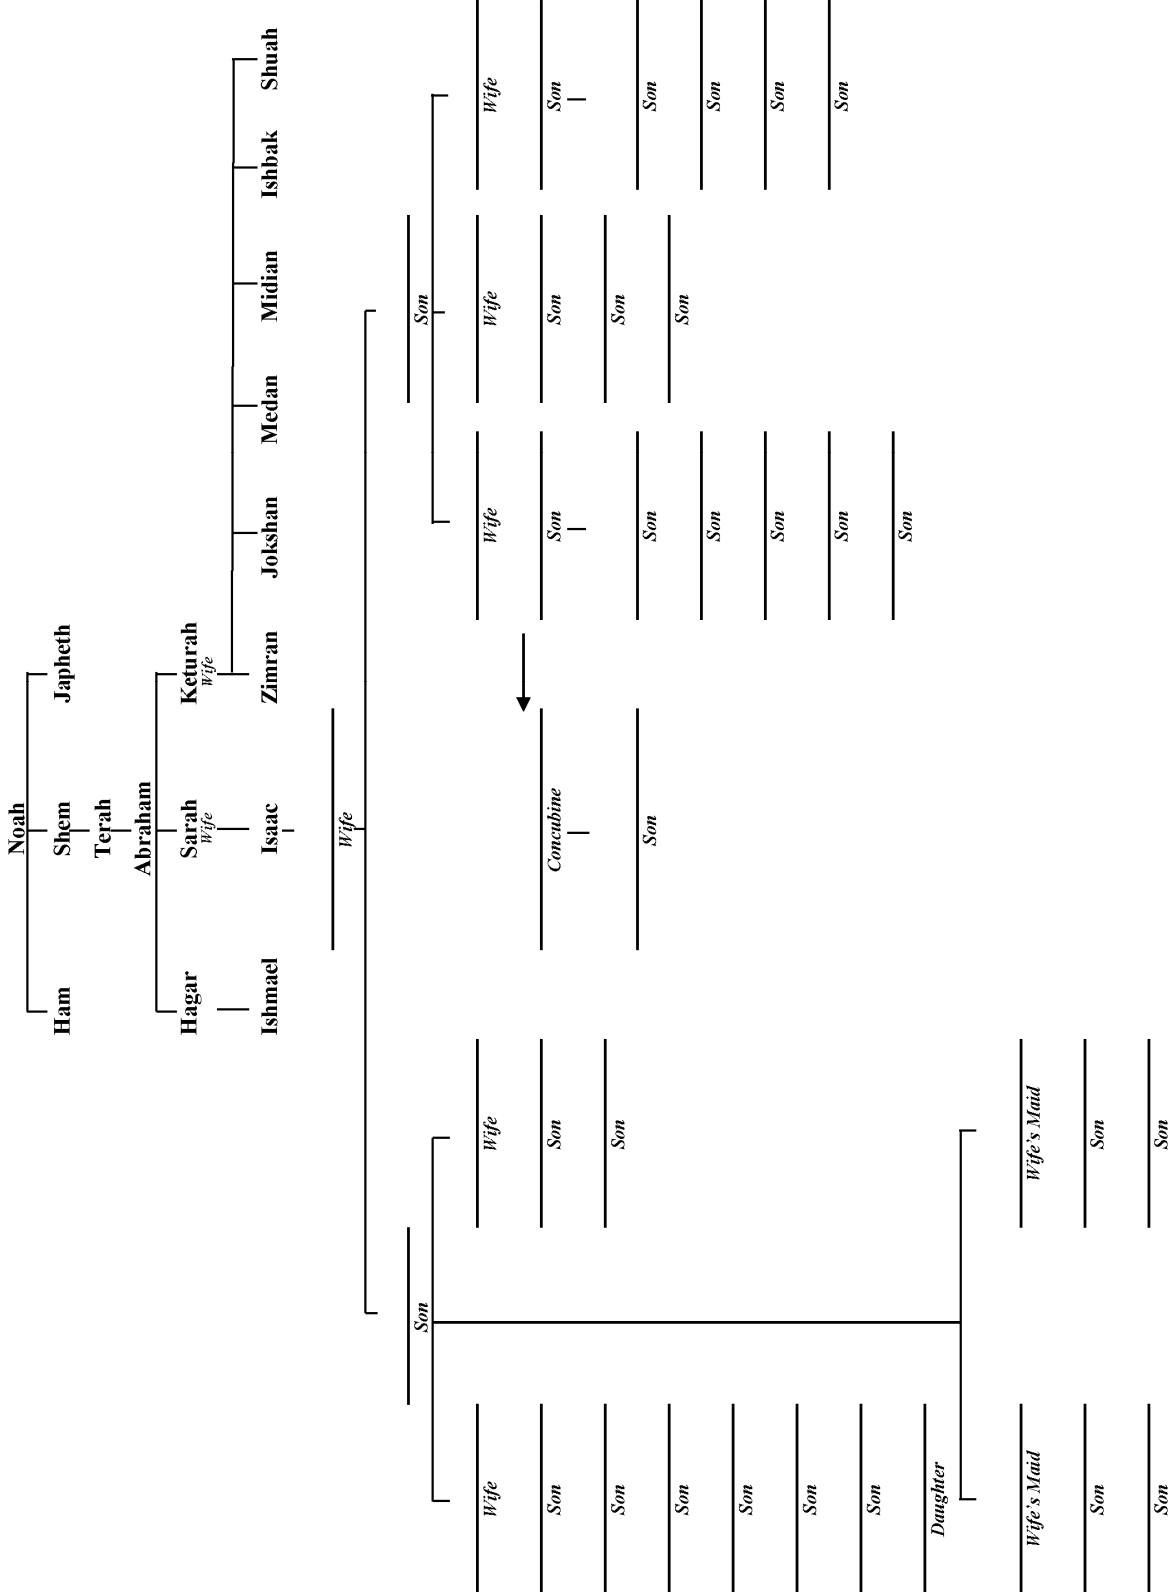 Noah
Ham Shem Japheth
Terah
Abraham
Hagar Sarah Keturah
Wife Wife
Ishmael Isaac Zimran Jokshan Medan Midian Ishbak Shuah
Wife
Son Son
Wife Wife Wife Wife Wife
Son Son Concubine Son Son Son
Son Son Son
Son Son Son
Son Son
Son Son
Son
Son Son
Son
Son Son
Son
Son
Daughter
Wife's Maid Wife's Maid
Son Son
Son Son